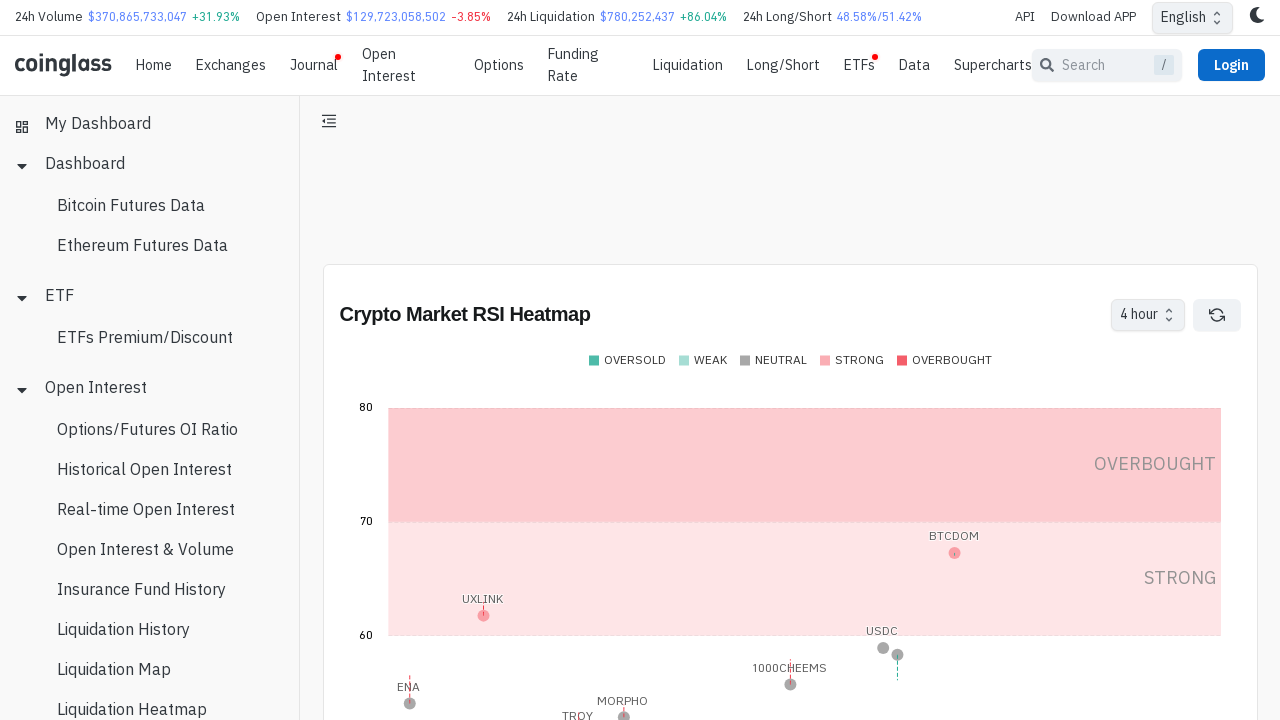 24h Volume $370,865,733,047 +31.93% Open Interest $129,723,058,502 -3.85% 24h Liquidation $780,252,437 +86.04% 24h Long/Short 48.58%/51.42% API Download APP English
coinglass Home Exchanges Journal Open Interest Options Funding Rate Liquidation Long/Short ETFs Data Supercharts Search / Login
My Dashboard
Dashboard
Bitcoin Futures Data
Ethereum Futures Data
ETF
ETFs Premium/Discount
Open Interest
Options/Futures OI Ratio
Historical Open Interest
Real-time Open Interest
Open Interest & Volume
Insurance Fund History
Liquidation History
Liquidation Map
Liquidation Heatmap
Crypto Market RSI Heatmap
4 hour
OVERSOLD WEAK NEUTRAL STRONG OVERBOUGHT
80
OVERBOUGHT
70
BTCDOM
STRONG
UXLINK
60
USDC
1000CHEEMS
ENA
MORPHO
TROY